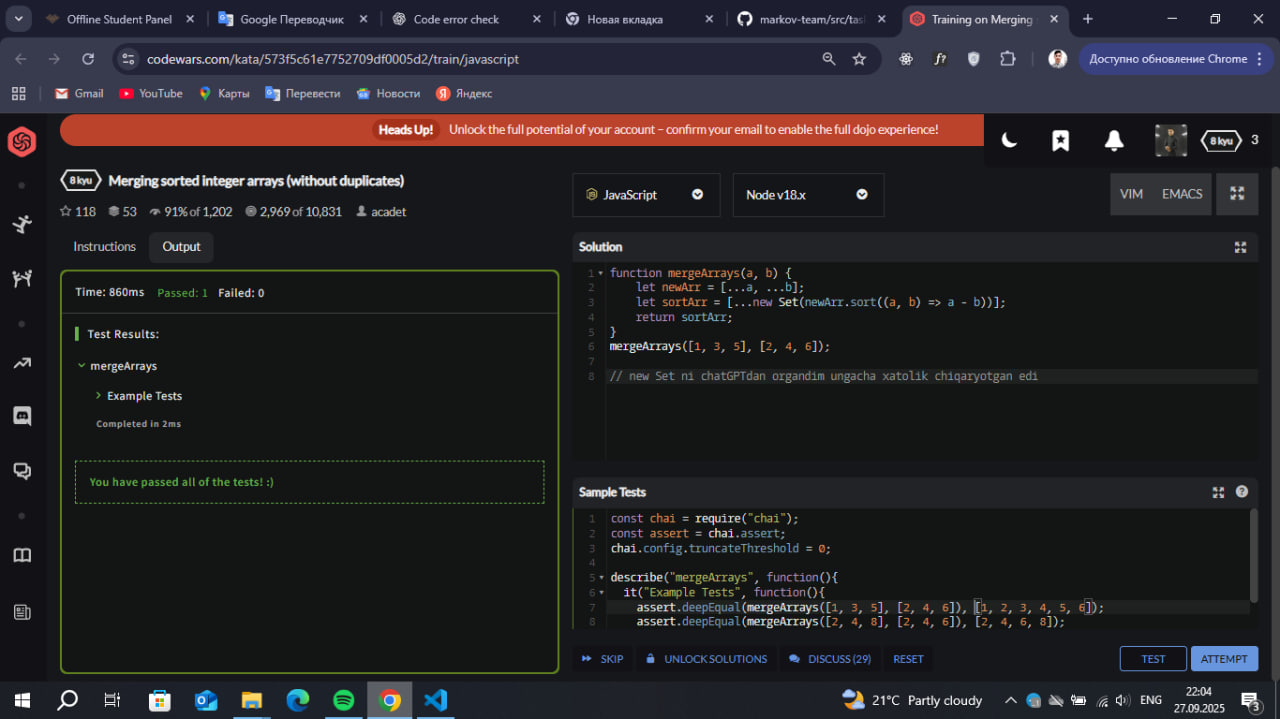 Offline Student Panel
Google Переводчик
Code error check
Новая вкладка
markov-team/src/tas
Training on Merging
codewars.com/kata/573f5c61e7752709df0005d2/train/javascript
f?
Доступно обновление Chrome
Gmail
YouTube
Карты
Перевести
Новости
Яндекс
Heads Up! Unlock the full potential of your account – confirm your email to enable the full dojo experience!
8 kyu 3
8 kyu Merging sorted integer arrays (without duplicates)
118 53 91% of 1,202 2,969 of 10,831 acadet
JavaScript
Node v18.x
VIM EMACS
Instructions Output
Time: 860ms Passed: 1 Failed: 0
Test Results:
mergeArrays
Example Tests
Completed in 2ms
You have passed all of the tests! :)
Solution
1 function mergeArrays(a, b) {
2 let newArr = [...a, ...b];
3 let sortArr = [...new Set(newArr.sort((a, b) => a - b))];
4 return sortArr;
5 }
6 mergeArrays([1, 3, 5], [2, 4, 6]);
7
8 // new Set ni chatGPTdan organdim ungacha xatolik chiqaryotgan edi
Sample Tests
1 const chai = require("chai");
2 const assert = chai.assert;
3 chai.config.truncateThreshold = 0;
4
5 describe("mergeArrays", function(){
6 it("Example Tests", function(){
7 assert.deepEqual(mergeArrays([1, 3, 5], [2, 4, 6]), [1, 2, 3, 4, 5, 6]);
8 assert.deepEqual(mergeArrays([2, 4, 8], [2, 4, 6]), [2, 4, 6, 8]);
SKIP UNLOCK SOLUTIONS DISCUSS (29) RESET TEST ATTEMPT
21°C Partly cloudy
ENG
22:04
27.09.2025
3